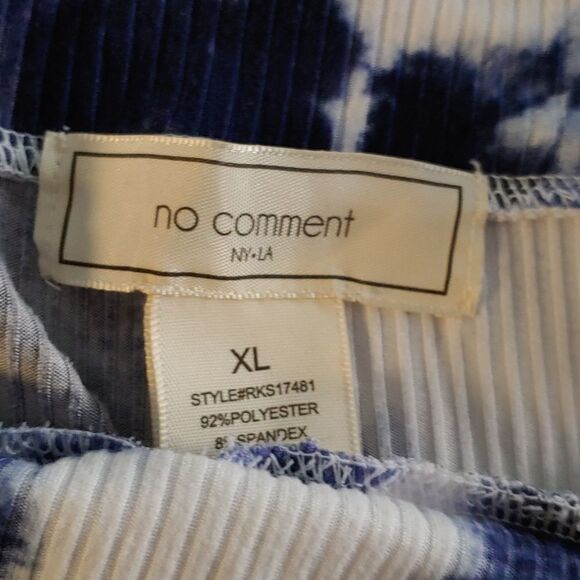 no comment
NY•LA
XL
STYLE#RKS17481
92%POLYESTER
8% SPANDEX